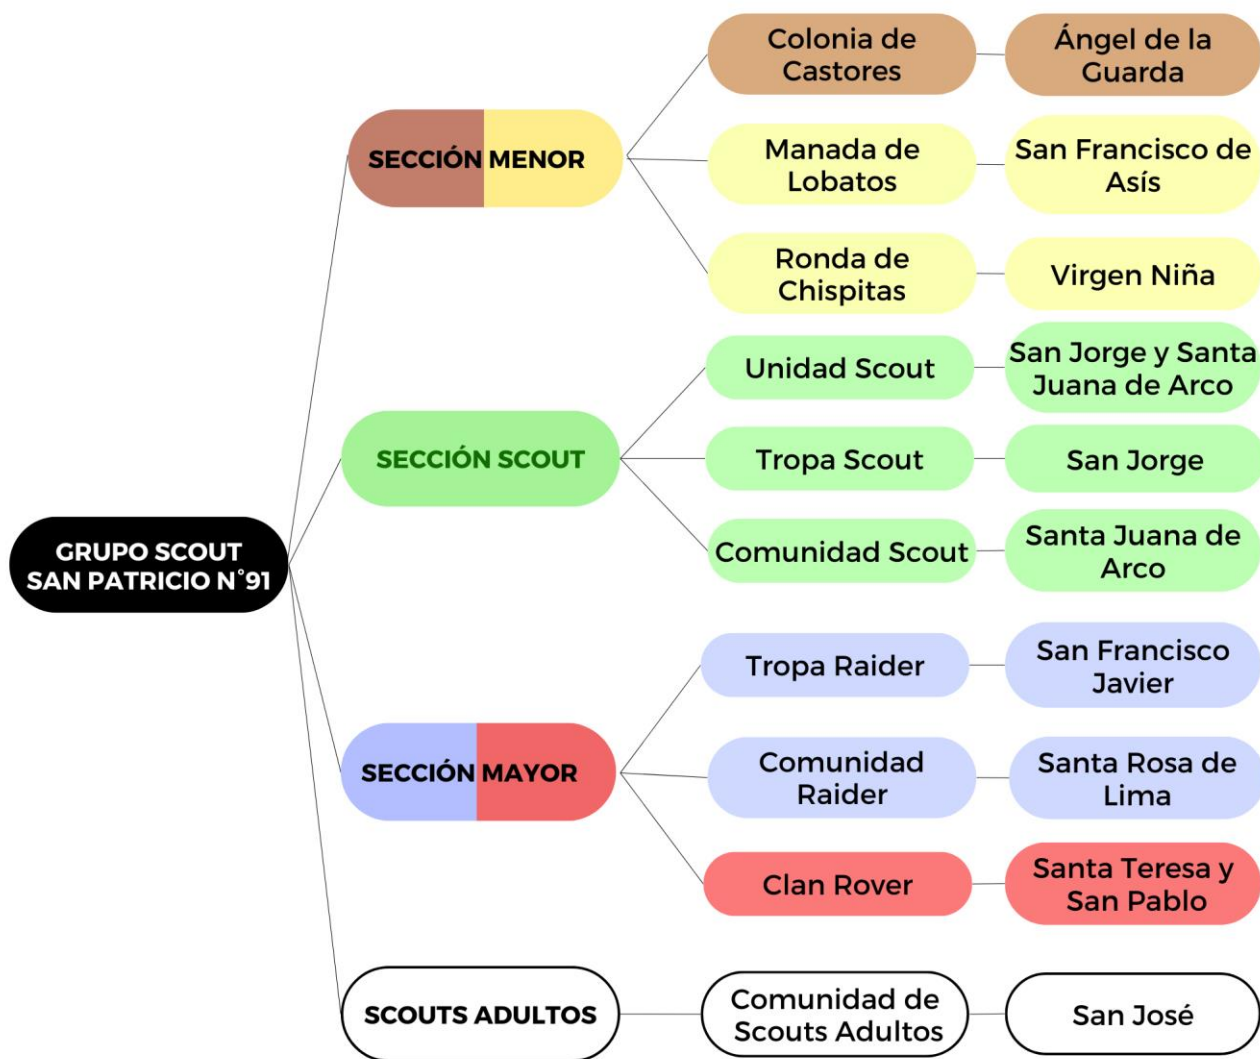 Colonia de
Castores
Ángel de la
Guarda
SECCIÓN MENOR
Manada de
Lobatos
San Francisco de
Asís
Ronda de
Chispitas
Virgen Niña
Unidad Scout
San Jorge y Santa
Juana de Arco
SECCIÓN SCOUT
Tropa Scout
San Jorge
Comunidad Scout
Santa Juana de
Arco
GRUPO SCOUT
SAN PATRICIO N°91
Tropa Raider
San Francisco
Javier
SECCIÓN MAYOR
Comunidad
Raider
Santa Rosa de
Lima
Clan Rover
Santa Teresa y
San Pablo
SCOUTS ADULTOS
Comunidad de
Scouts Adultos
San José